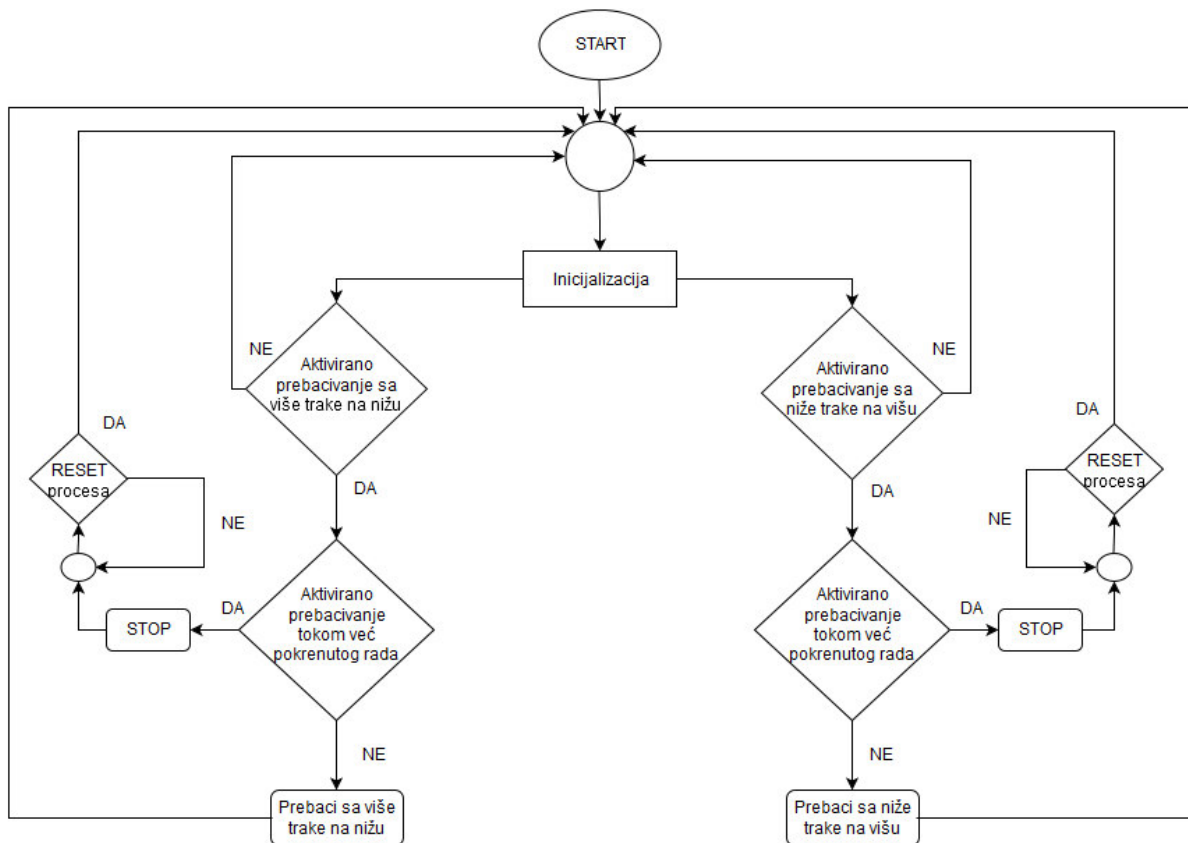 START
Inicijalizacija
NE
Aktivirano
prebacivanje sa
više trake na nižu
DA
Aktivirano
prebacivanje sa
niže trake na višu
NE
DA
RESET
procesa
NE
DA
DA
RESET
procesa
NE
DA
STOP
DA
Aktivirano
prebacivanje
tokom već
pokrenutog rada
Aktivirano
prebacivanje
tokom već
pokrenutog rada
DA
STOP
NE
NE
Prebaci sa više
trake na nižu
Prebaci sa niže
trake na višu